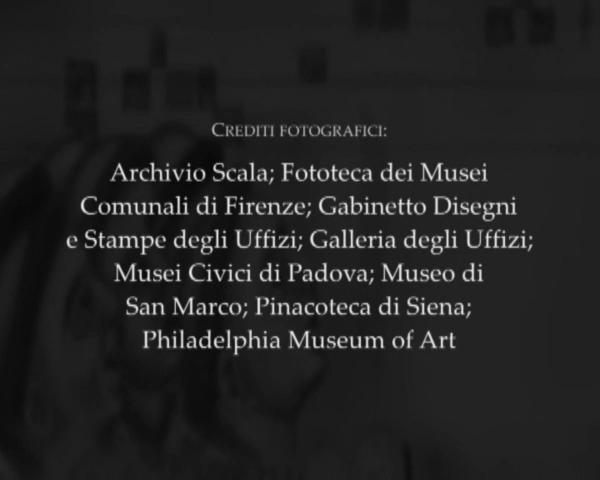 CREDITI FOTOGRAFICI:
Archivio Scala; Fototeca dei Musei
Comunali di Firenze; Gabinetto Disegni
e Stampe degli Uffizi; Galleria degli Uffizi;
Musei Civici di Padova; Museo di
San Marco; Pinacoteca di Siena;
Philadelphia Museum of Art